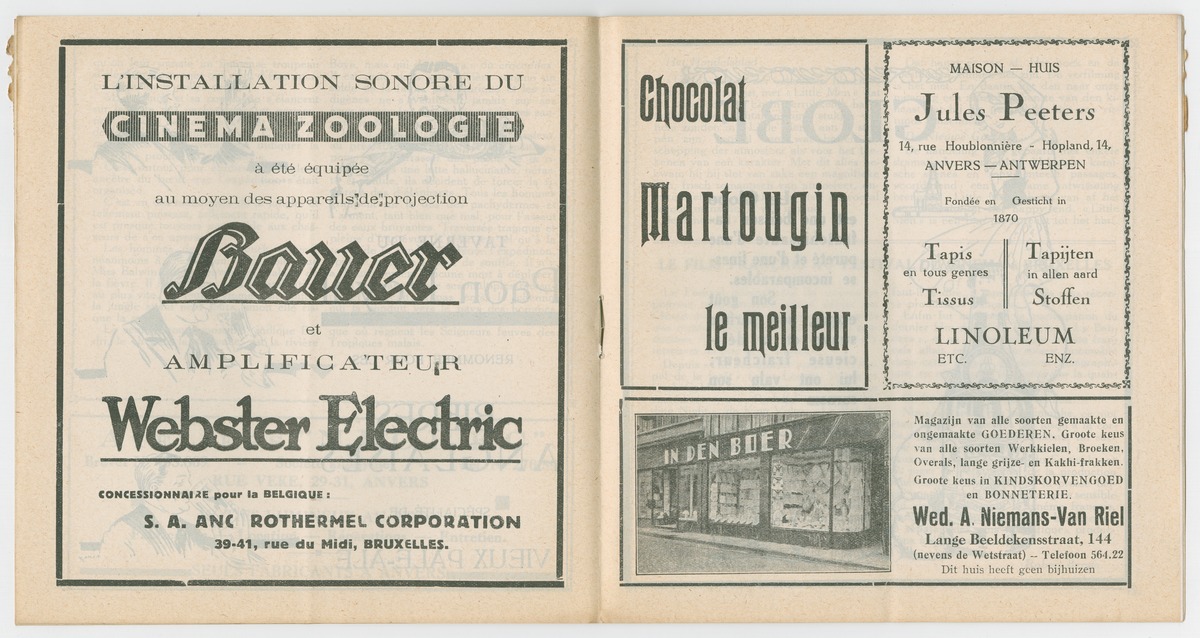 L'INSTALLATION SONORE DU
CINEMA ZOOLOGIE
à été équipée
au moyen des appareils de projection
Bauer
et
AMPLIFICATEUR
Webster Electric
CONCESSIONNAIRE pour la BELGIQUE :
S. A. ANC ROTHERMEL CORPORATION
39-41, rue du Midi, BRUXELLES.
Chocolat
Martougin
le meilleur
MAISON — HUIS
Jules Peeters
14, rue Houblonnière - Hopland, 14,
ANVERS — ANTWERPEN
Fondée en Gesticht in
1870
Tapis
en tous genres
Tissus
Tapijten
in allen aard
Stoffen
LINOLEUM
ETC. ENZ.
IN DEN BOER
Magazijn van alle soorten gemaakte en
ongemaakte GOEDEREN. Groote keus
van alle soorten Werkkielen, Broeken,
Overals, lange grijze- en Kakhi-frakken.
Groote keus in KINDSKORVENGOED
en BONNETERIE.
Wed. A. Niemans-Van Riel
Lange Beeldekensstraat, 144
(nevens de Wetstraat) -- Telefoon 564.22
Dit huis heeft geen bijhuizen